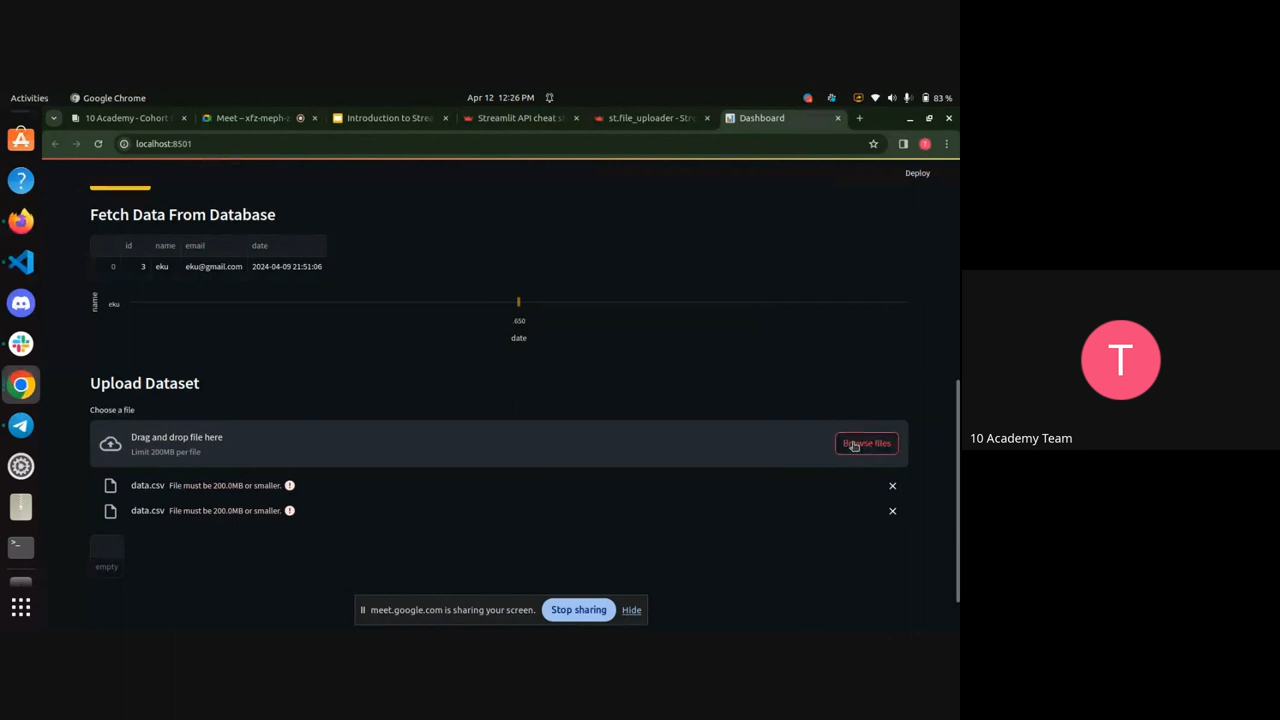 Activities Google Chrome Apr 12 12:26 PM 83 %
10 Academy - Cohort Meet – xfz-meph- Introduction to Strea Streamlit API cheat s st.file_uploader - Stre Dashboard
localhost:8501
Deploy
Fetch Data From Database
id name email date
0 3 eku eku@gmail.com 2024-04-09 21:51:06
name
eku
.650
date
Upload Dataset
Choose a file
Drag and drop file here
Limit 200MB per file
Browse files
data.csv File must be 200.0MB or smaller.
data.csv File must be 200.0MB or smaller.
empty
meet.google.com is sharing your screen. Stop sharing Hide
T
10 Academy Team